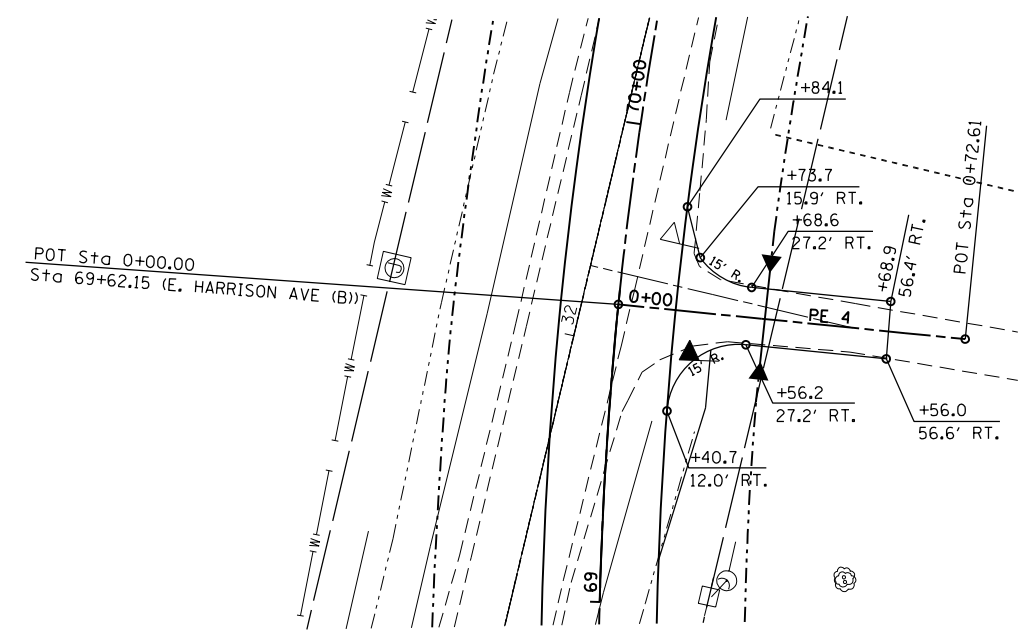 W
70+00
+84.1
W
+73.7
15.9' RT.
+68.6
27.2' RT.
15' R.
+68.9
56.4' RT.
POT Sta 0+72.61
POT Sta 0+00.00
Sta 69+62.15 (E. HARRISON AVE (B))
0+00
PE 4
32
W
15' R.
+56.2
27.2' RT.
+56.0
56.6' RT.
+40.7
12.0' RT.
W
69